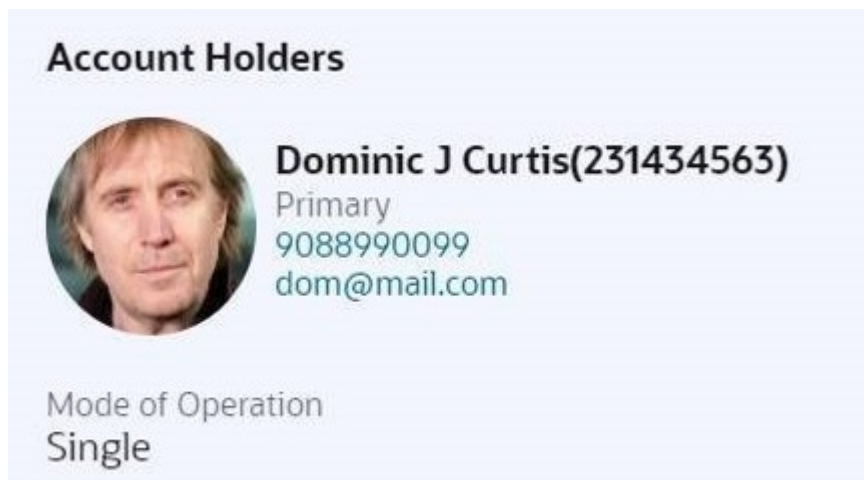 Account Holders
Dominic J Curtis(231434563)
Primary
9088990099
dom@mail.com
Mode of Operation
Single